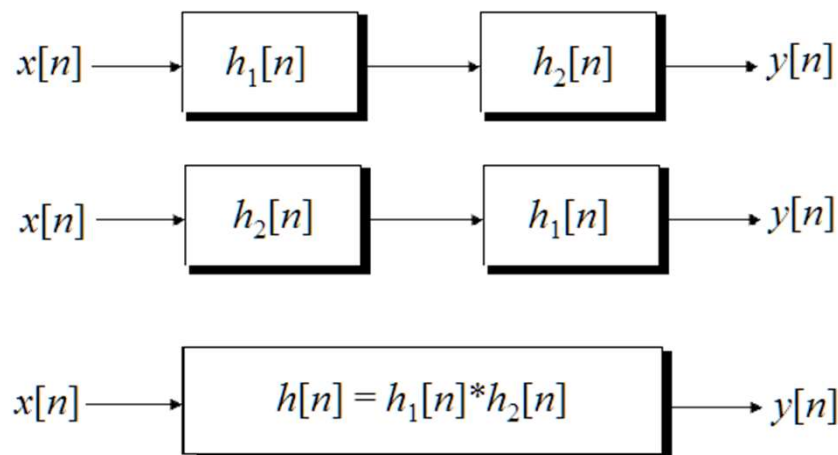 x[n] h₁[n] h₂[n] y[n]
x[n] h₂[n] h₁[n] y[n]
x[n] h[n] = h₁[n]*h₂[n] y[n]